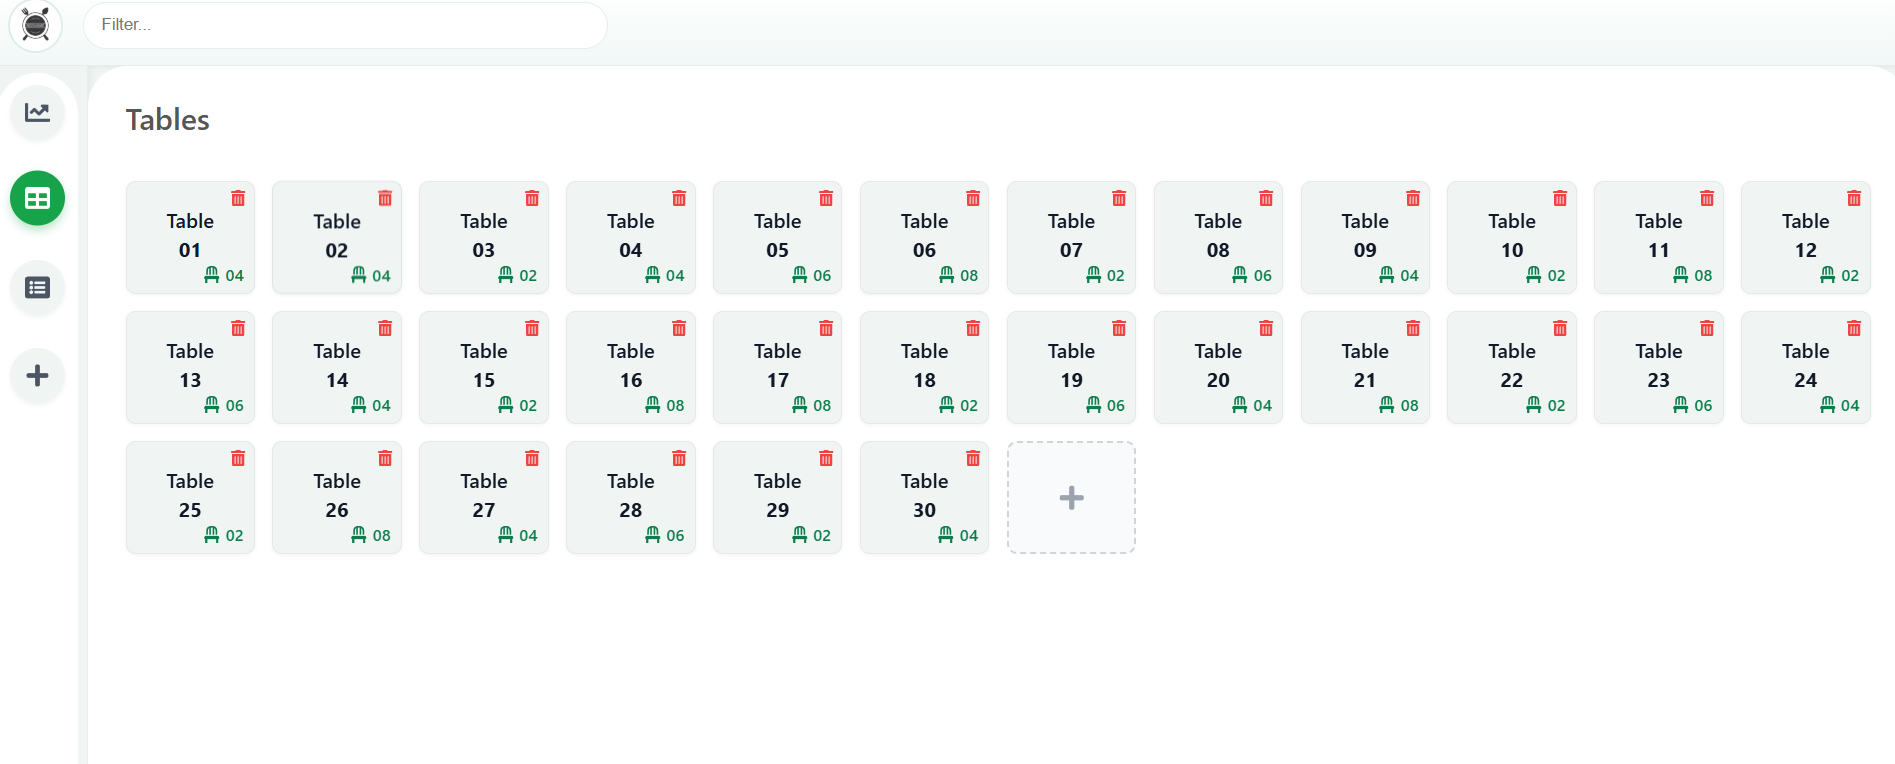 Filter...
Tables
Table Table Table Table Table Table Table Table Table Table Table Table
01 02 03 04 05 06 07 08 09 10 11 12
04 04 02 04 06 08 02 06 04 02 08 02
Table Table Table Table Table Table Table Table Table Table Table Table
13 14 15 16 17 18 19 20 21 22 23 24
06 04 02 08 08 02 06 04 08 02 06 04
Table Table Table Table Table Table
25 26 27 28 29 30
02 08 04 06 02 04